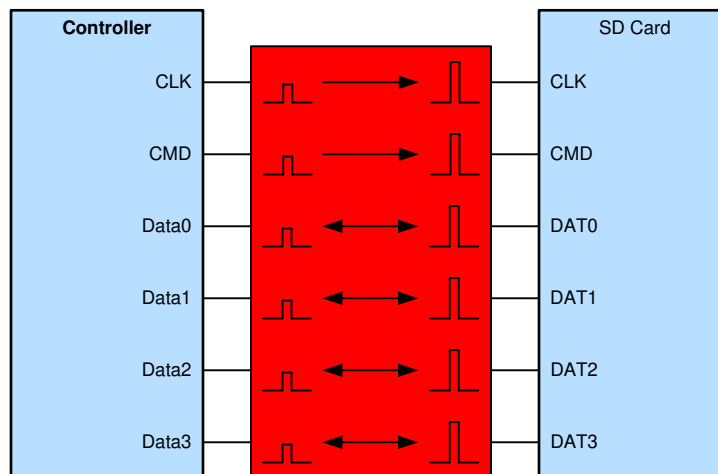 Controller
SD Card
CLK
CLK
CMD
CMD
Data0
DAT0
Data1
DAT1
Data2
DAT2
Data3
DAT3